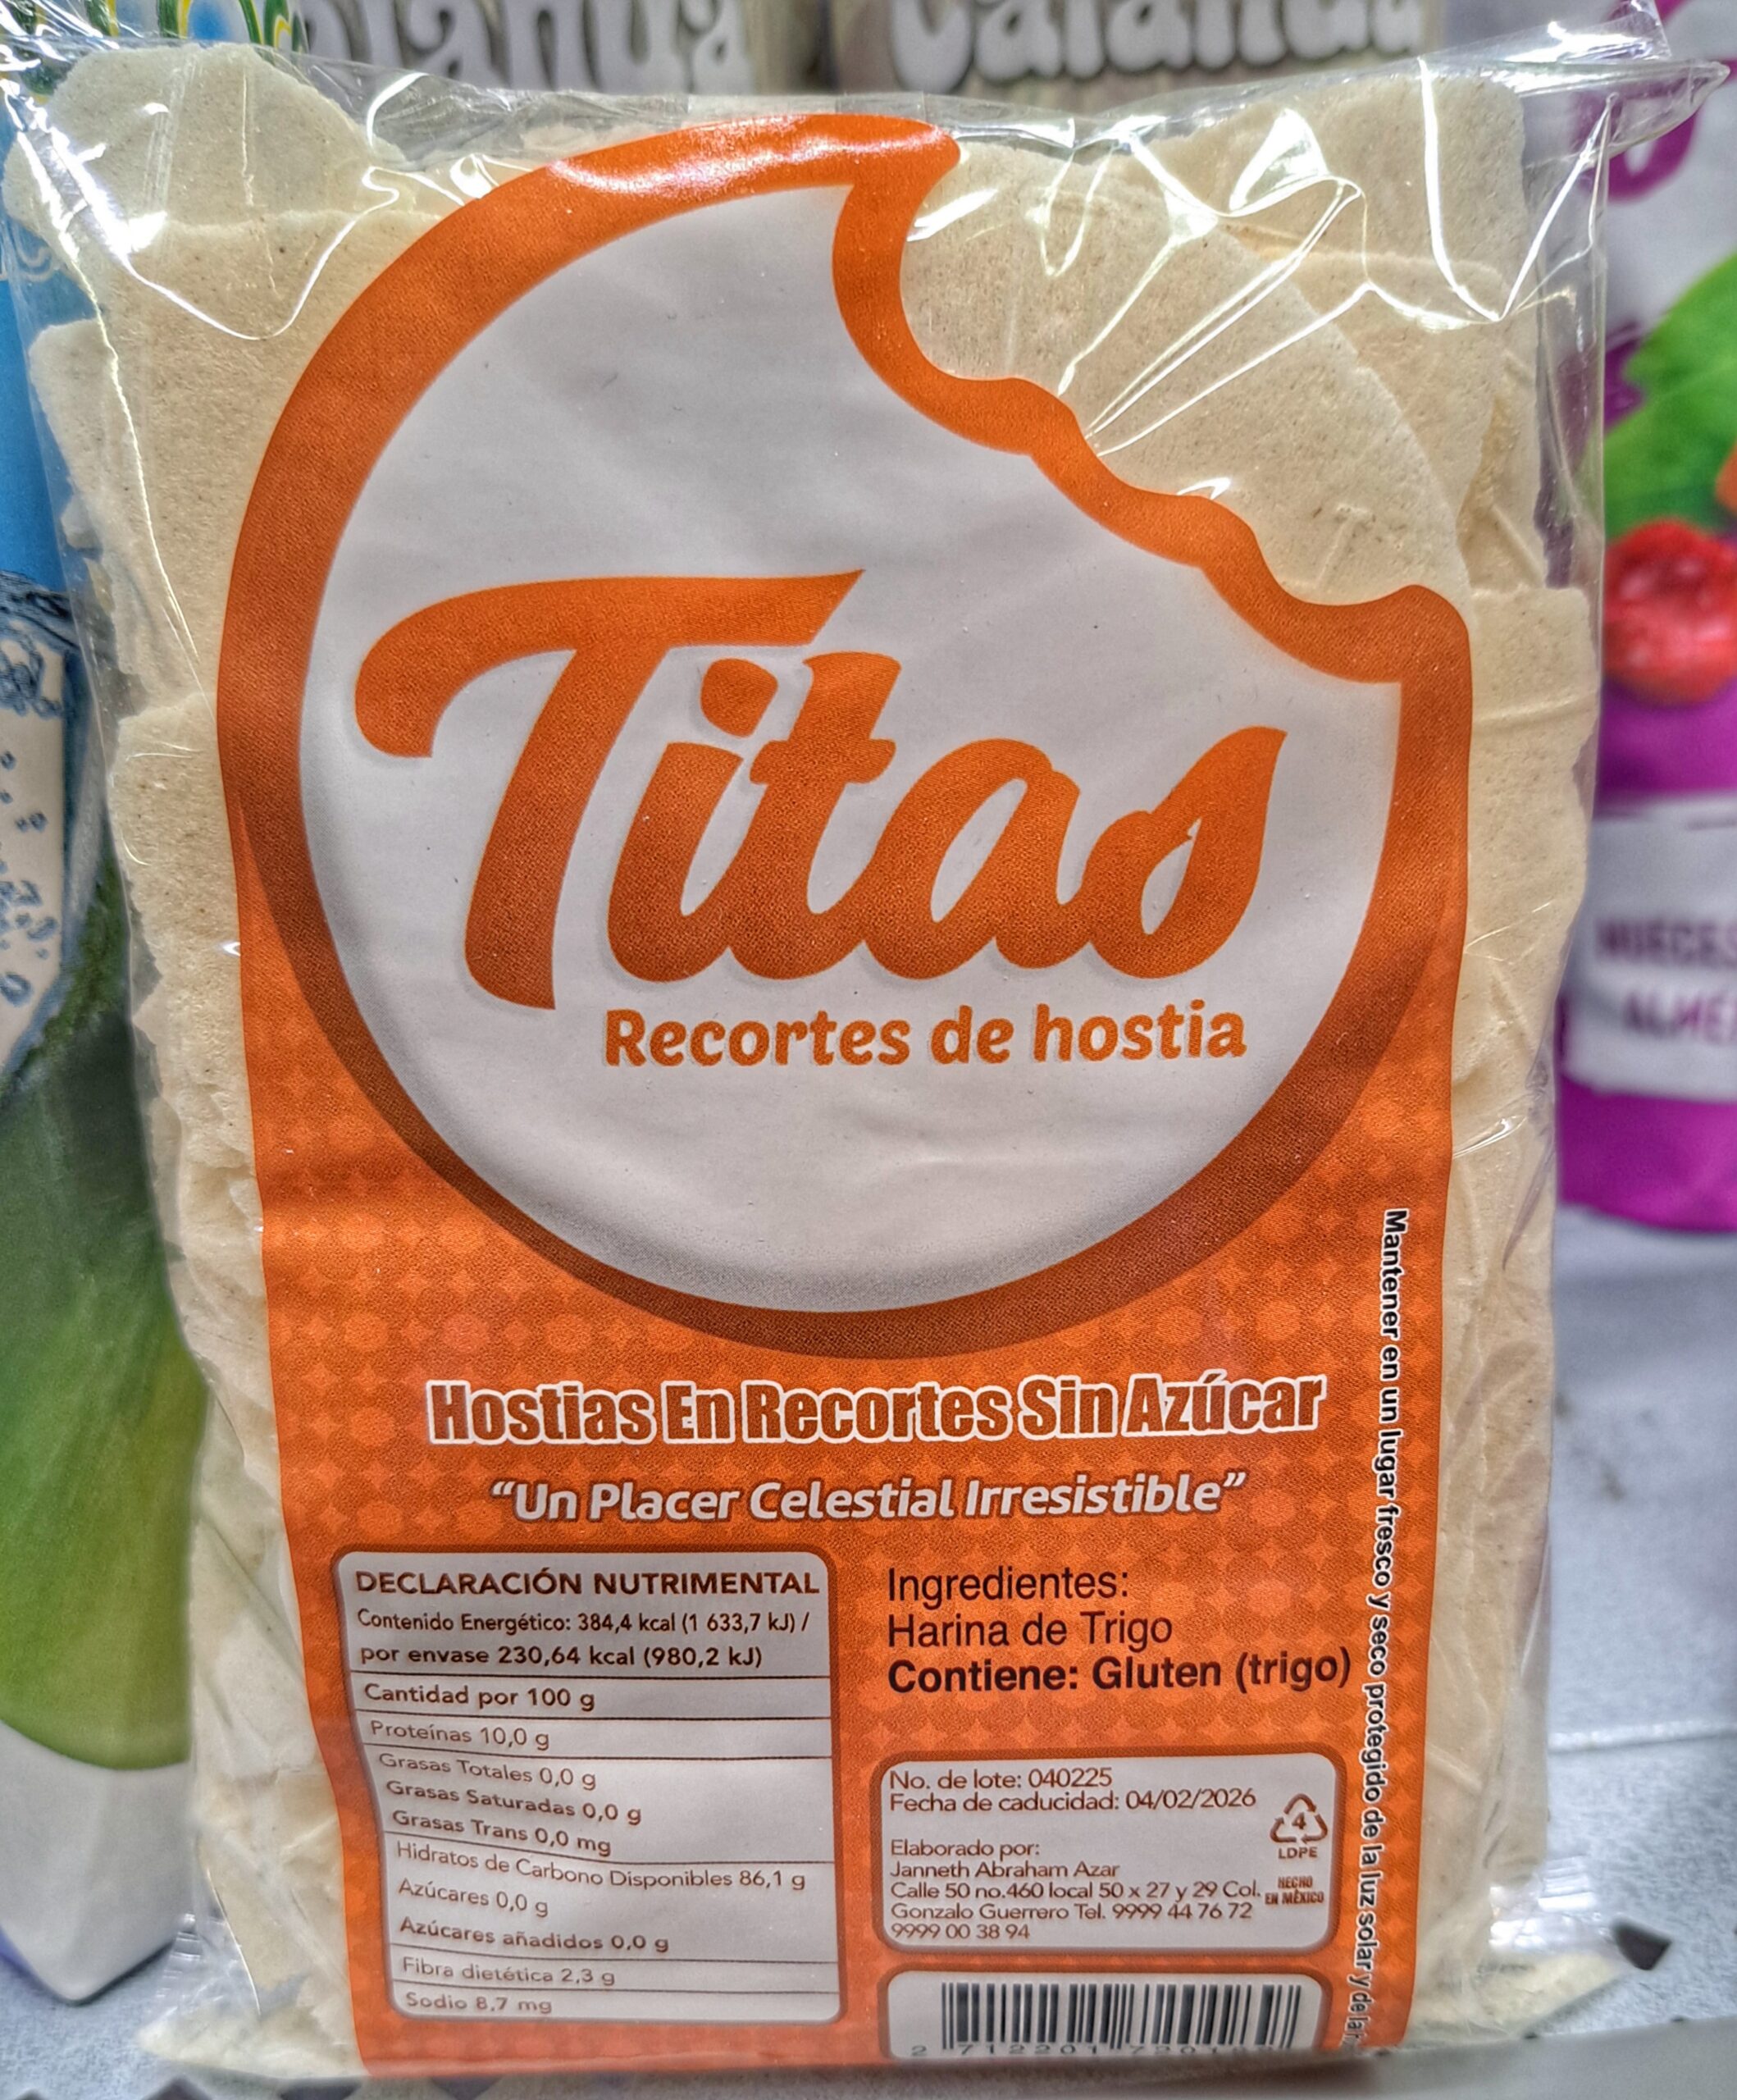 Titas
Recortes de hostia
Hostias En Recortes Sin Azúcar
“Un Placer Celestial Irresistible”
DECLARACIÓN NUTRIMENTAL
Contenido Energético: 384,4 kcal (1 633,7 kJ) /
por envase 230,64 kcal (980,2 kJ)
Cantidad por 100 g
Proteínas 10,0 g
Grasas Totales 0,0 g
Grasas Saturadas 0,0 g
Grasas Trans 0,0 mg
Hidratos de Carbono Disponibles 86,1 g
Azúcares 0,0 g
Azúcares añadidos 0,0 g
Fibra dietética 2,3 g
Sodio 8,7 mg
Ingredientes:
Harina de Trigo
Contiene: Gluten (trigo)
No. de lote: 040225
Fecha de caducidad: 04/02/2026
Elaborado por:
Janneth Abraham Azar
Calle 50 no.460 local 50 x 27 y 29 Col.
Gonzalo Guerrero Tel. 9999 44 76 72
9999 00 38 94
4
LDPE
HECHO
EN MÉXICO
Mantener en un lugar fresco y seco protegido de la luz solar y de la